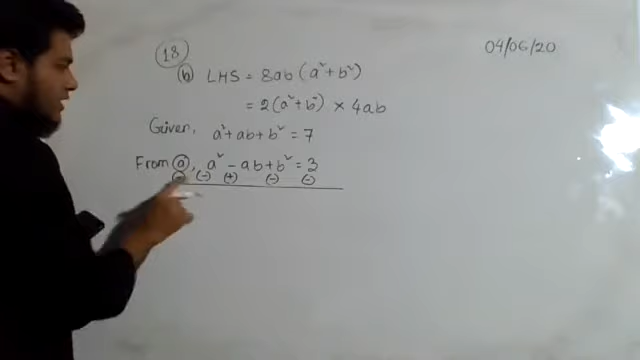 (18) 04/06/20
(b) LHS = 8ab (a²+b²)
= 2(a²+b²) × 4ab
Given, a²+ab+b² = 7
From (a), a² - ab+b² = 3
(-) (-) (+) (-) (-)